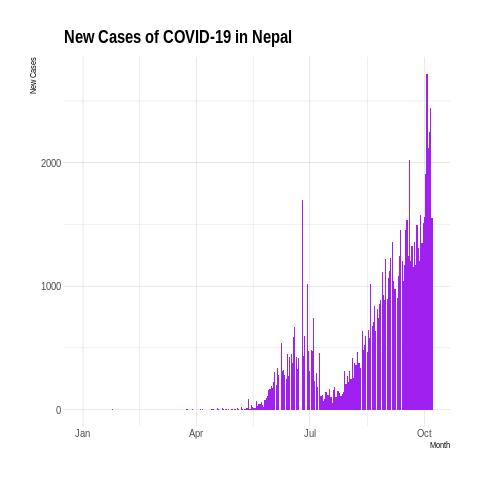 New Cases of COVID-19 in Nepal
New Cases
2000
1000
0
Jan Apr Jul Oct
Month